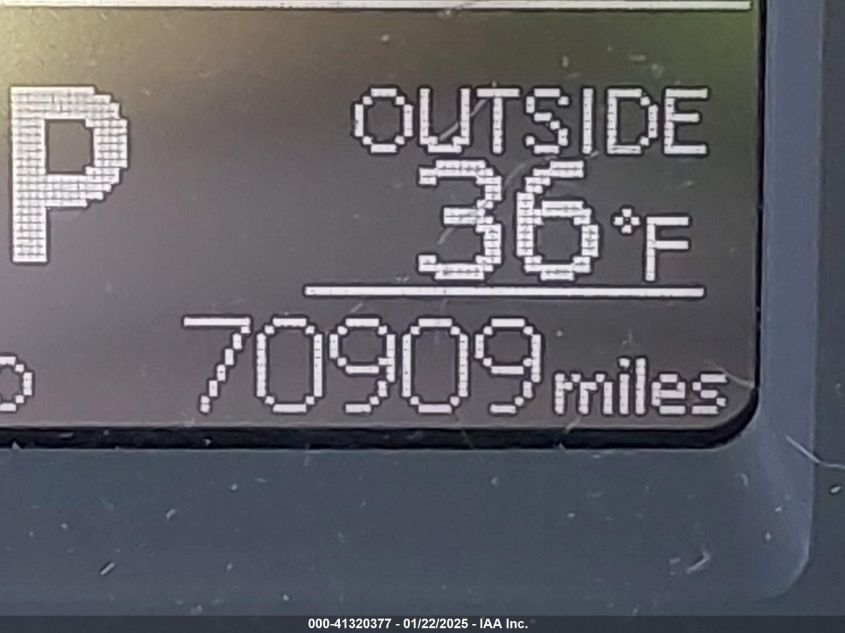 P
OUTSIDE
36°F
70909 miles
000-41320377 - 01/22/2025 - IAA Inc.